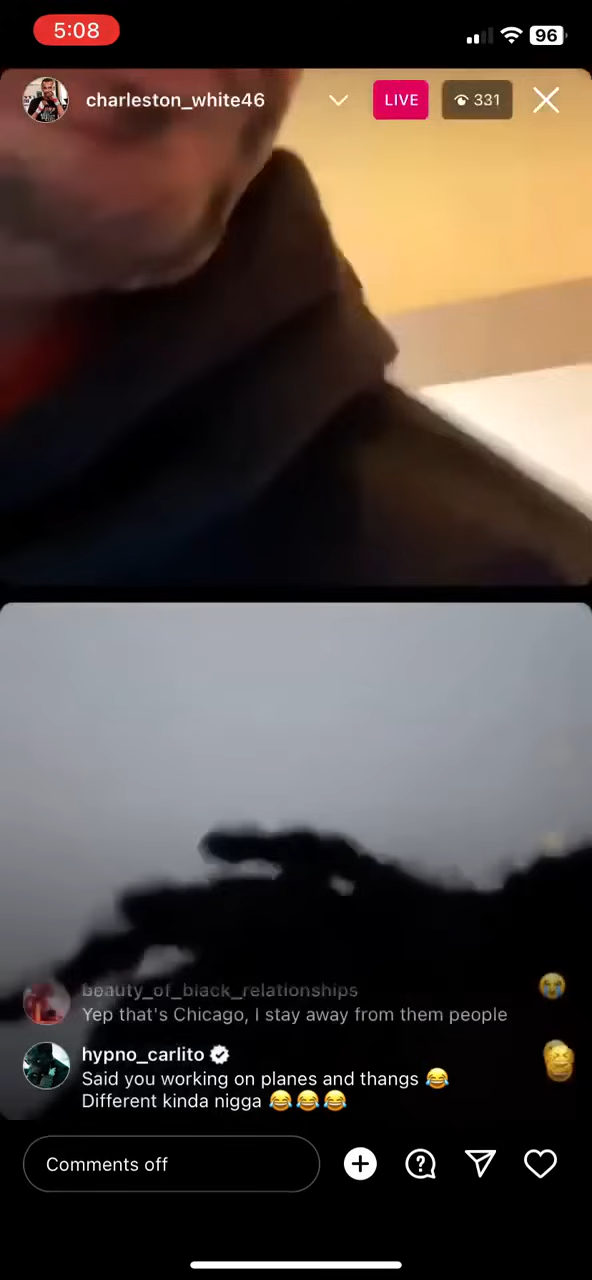 5:08
96
charleston_white46
LIVE
331
beauty_of_black_relationships
Yep that's Chicago, I stay away from them people
hypno_carlito
Said you working on planes and thangs 😂
Different kinda nigga 😂😂😂
Comments off